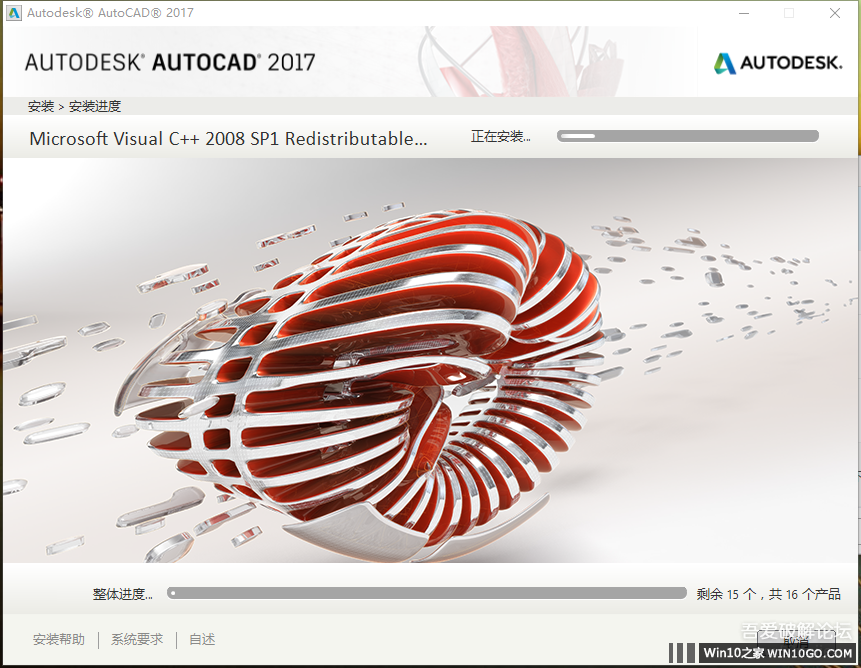 Autodesk® AutoCAD® 2017
AUTODESK® AUTOCAD® 2017
AUTODESK.
安装 > 安装进度
Microsoft Visual C++ 2008 SP1 Redistributable...
正在安装...
整体进度...
剩余 15 个，共 16 个产品
安装帮助 | 系统要求 | 自述
取消
吾爱破解论坛
Win10之家 WIN10GO.COM